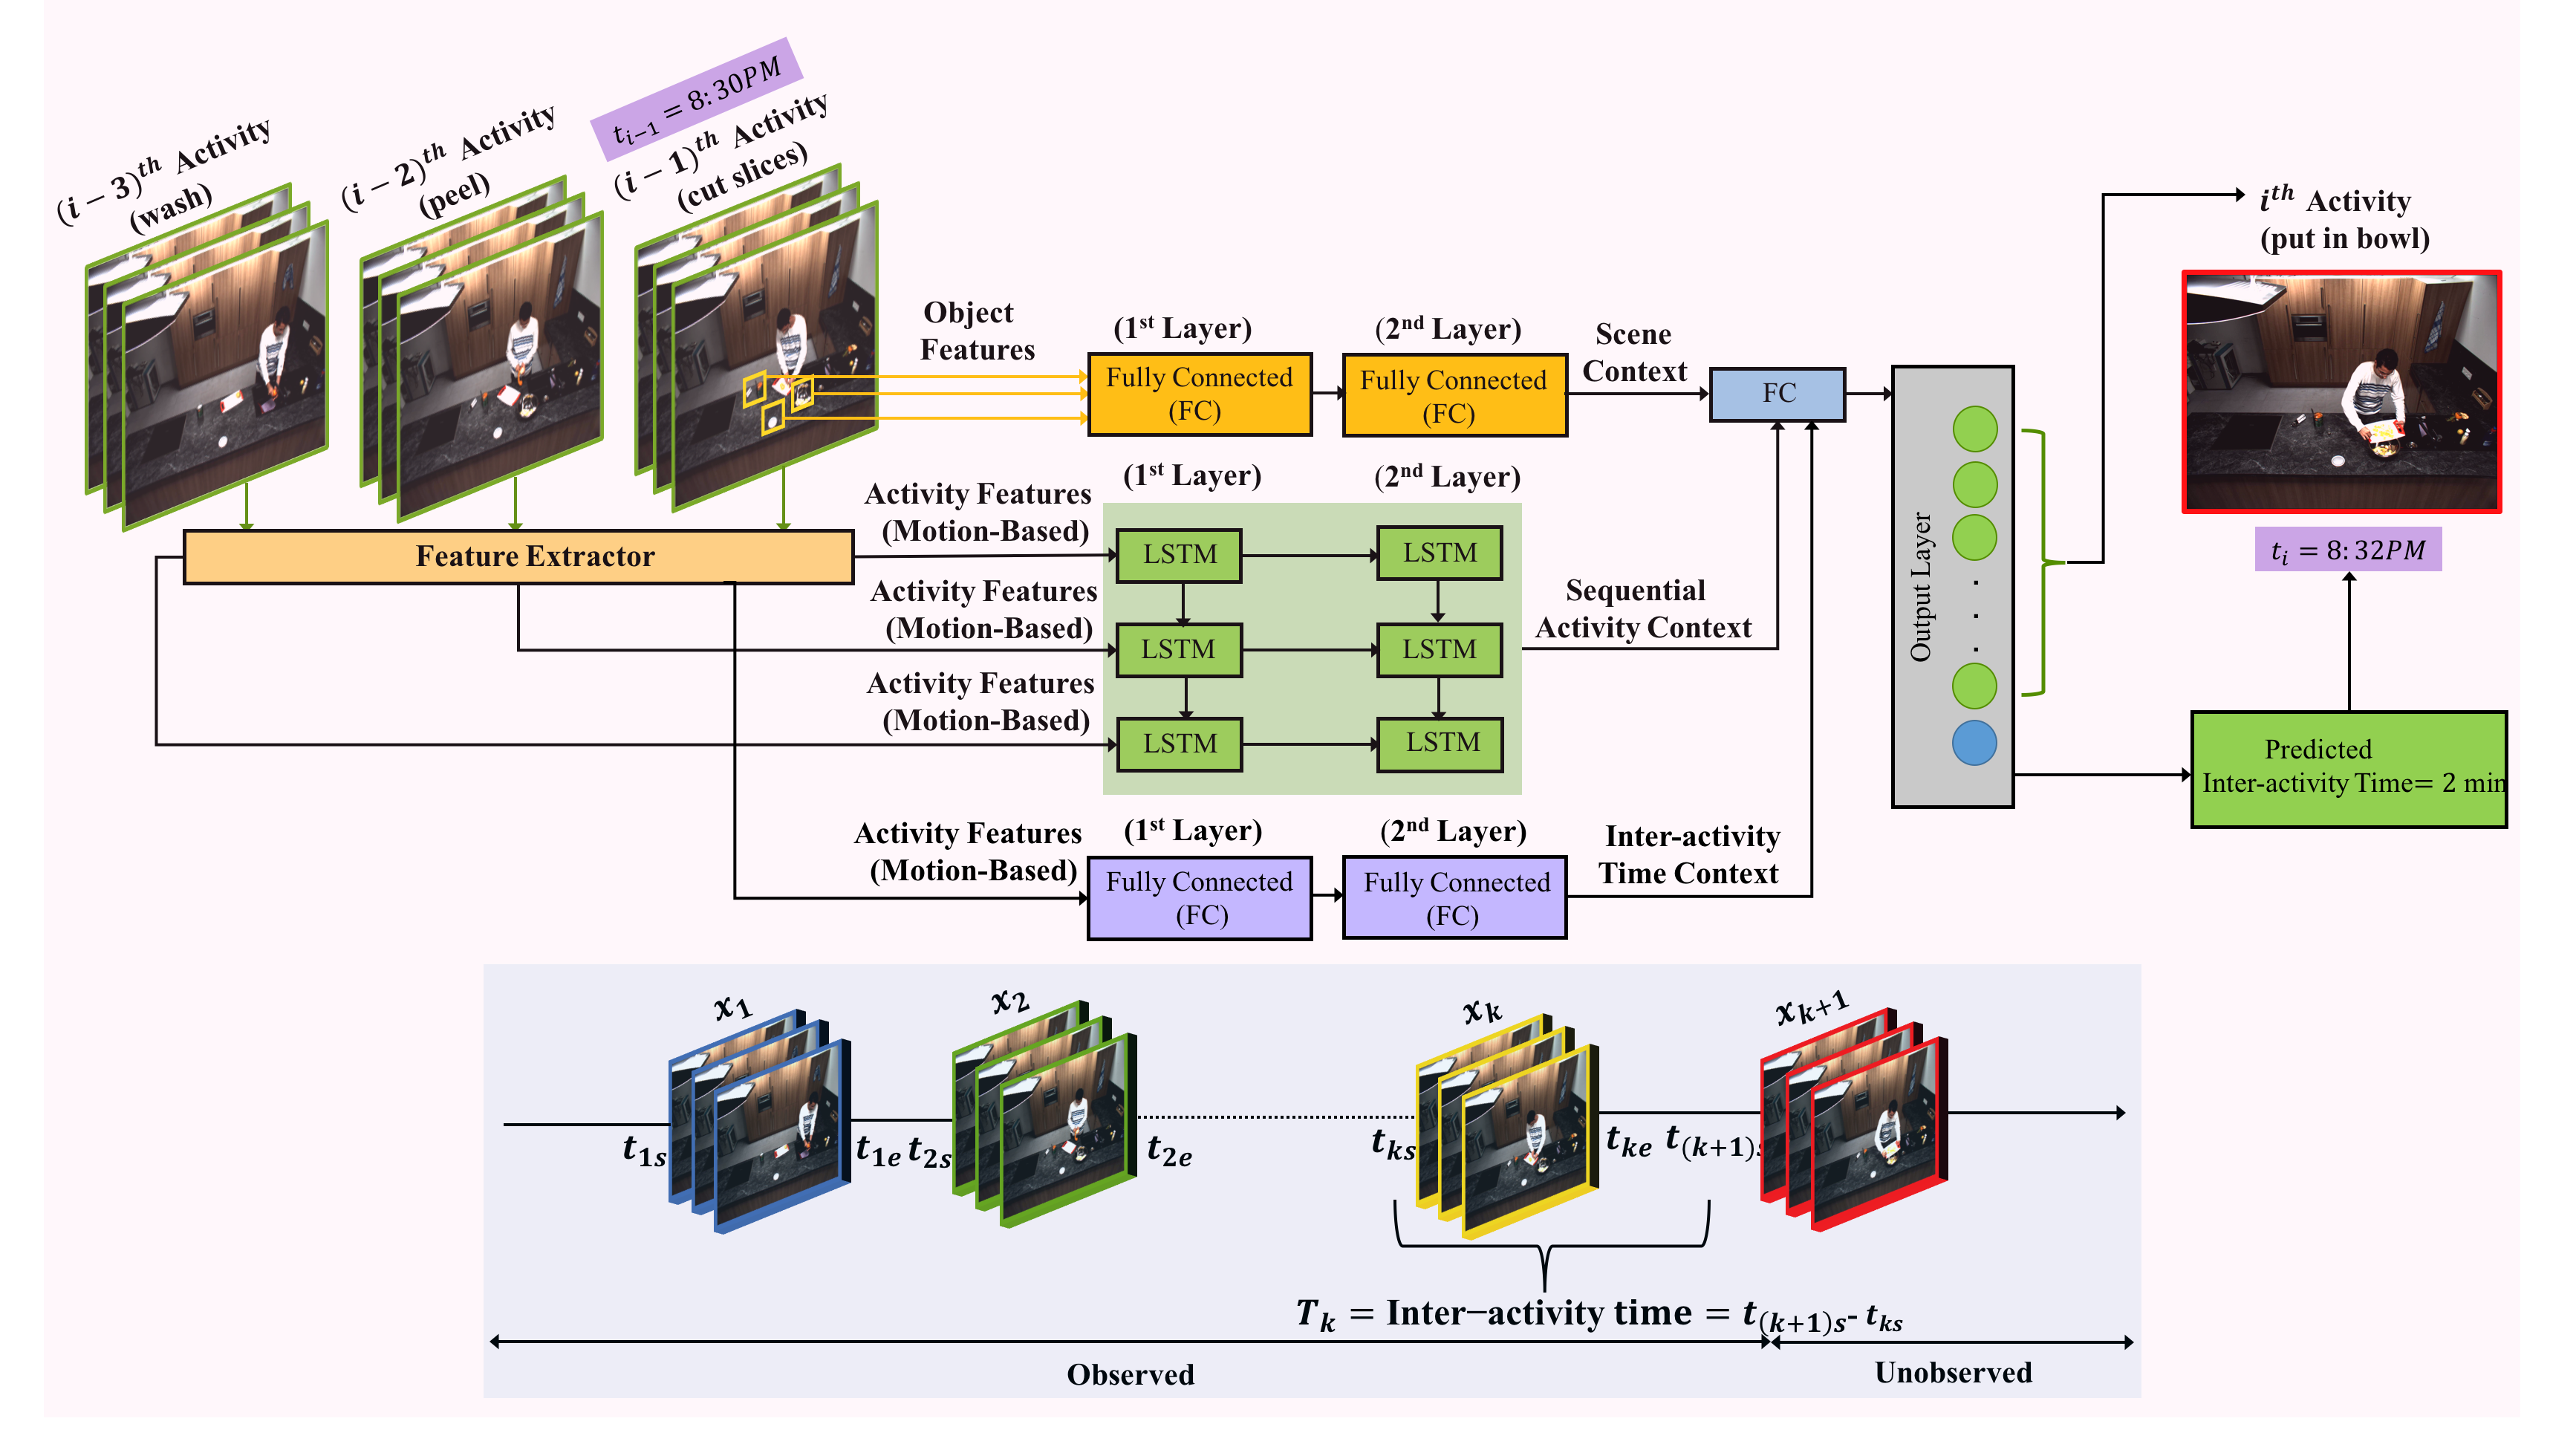 (i − 3)^th Activity
(wash)
(i − 2)^th Activity
(peel)
t_{i−1} = 8:30PM
(i − 1)^th Activity
(cut slices)
Object
Features
(1st Layer)
(2nd Layer)
Scene
Context
Fully Connected
(FC)
Fully Connected
(FC)
FC
i^th Activity
(put in bowl)
Feature Extractor
Activity Features
(Motion-Based)
Activity Features
(Motion-Based)
Activity Features
(Motion-Based)
(1st Layer)
(2nd Layer)
LSTM
LSTM
LSTM
LSTM
LSTM
LSTM
Sequential
Activity Context
Output Layer
t_i = 8:32PM
Predicted
Inter-activity Time= 2 min
Activity Features
(Motion-Based)
(1st Layer)
(2nd Layer)
Fully Connected
(FC)
Fully Connected
(FC)
Inter-activity
Time Context
x_1
x_2
x_k
x_{k+1}
t_{1s}
t_{1e}
t_{2s}
t_{2e}
t_{ks}
t_{ke}
t_{(k+1)s}
T_k = Inter−activity time = t_{(k+1)s}- t_{ks}
Observed
Unobserved